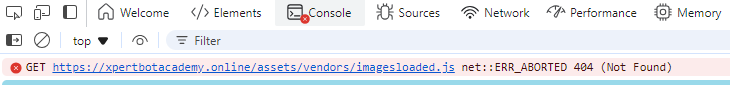 Welcome Elements Console Sources Network Performance Memory
top Filter
GET https://xpertbotacademy.online/assets/vendors/imagesloaded.js net::ERR_ABORTED 404 (Not Found)